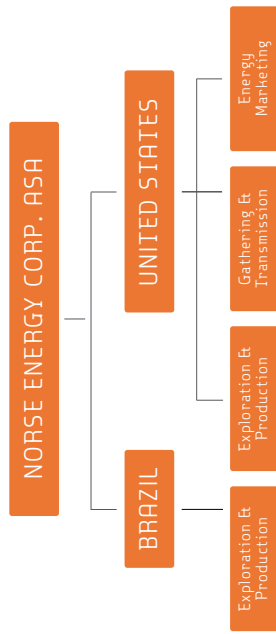 NORSE ENERGY CORP. ASA
BRAZIL
UNITED STATES
Exploration &
Production
Exploration &
Production
Gathering &
Transmission
Energy
Marketing